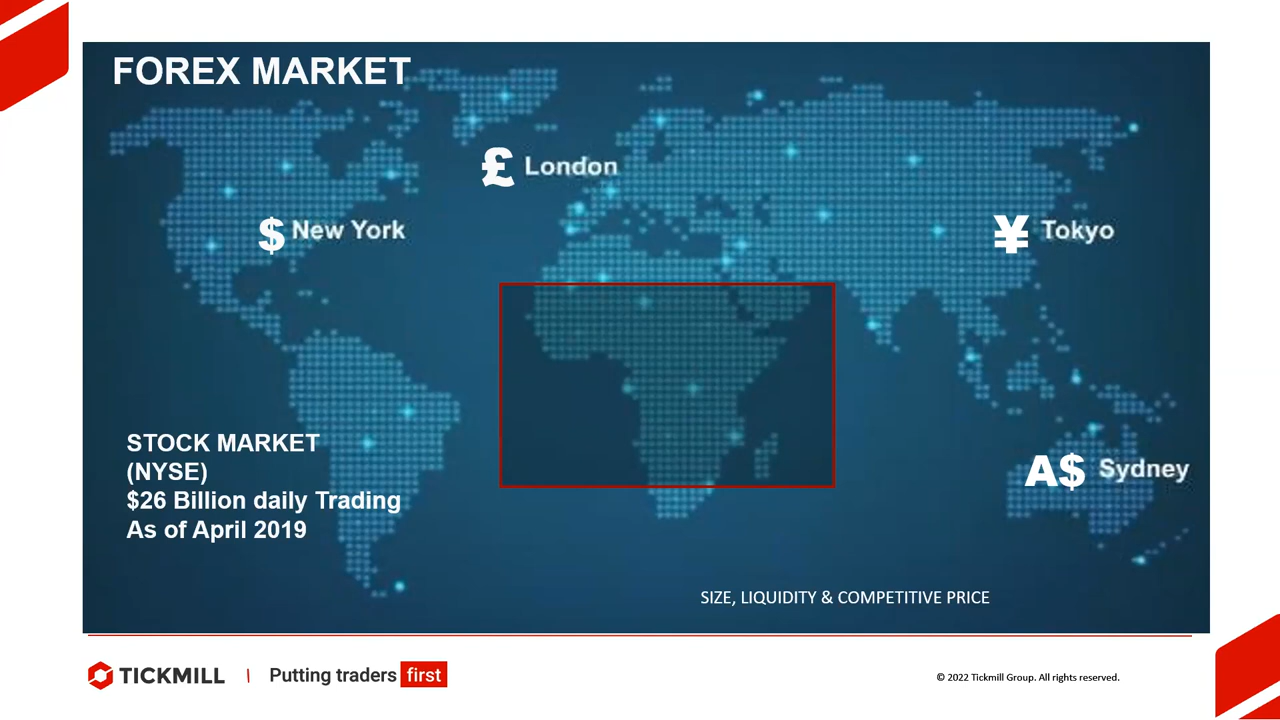 FOREX MARKET
£ London
$ New York
¥ Tokyo
STOCK MARKET
(NYSE)
$26 Billion daily Trading
As of April 2019
A$ Sydney
SIZE, LIQUIDITY & COMPETITIVE PRICE
TICKMILL | Putting traders first
© 2022 Tickmill Group. All rights reserved.